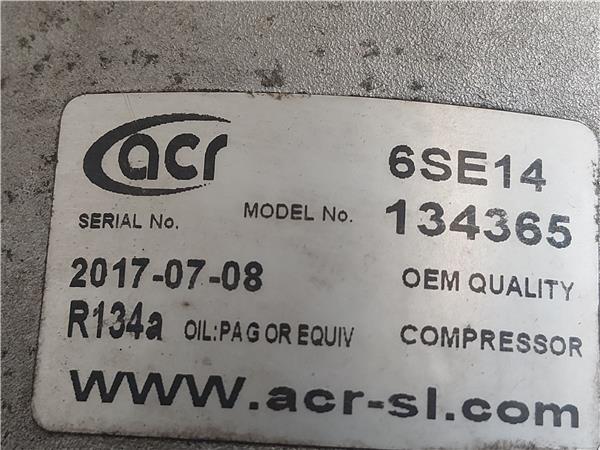 acr
6SE14
SERIAL No. MODEL No. 134365
2017-07-08 OEM QUALITY
R134a OIL:PAG OR EQUIV COMPRESSOR
www.acr-sl.com